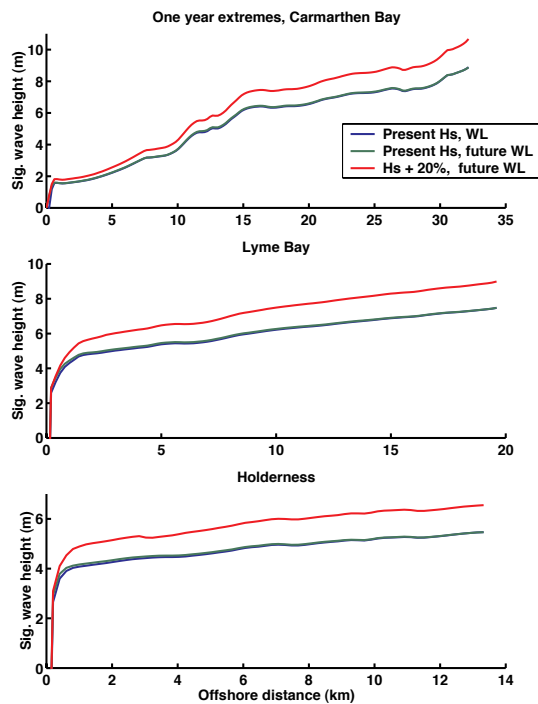 One year extremes, Carmarthen Bay
Sig. wave height (m)
10
8
6
4
2
0
Present Hs, WL
Present Hs, future WL
Hs + 20%, future WL
0 5 10 15 20 25 30 35
Lyme Bay
Sig. wave height (m)
10
8
6
4
2
0
0 5 10 15 20
Holderness
Sig. wave height (m)
6
4
2
0
0 2 4 6 8 10 12 14
Offshore distance (km)